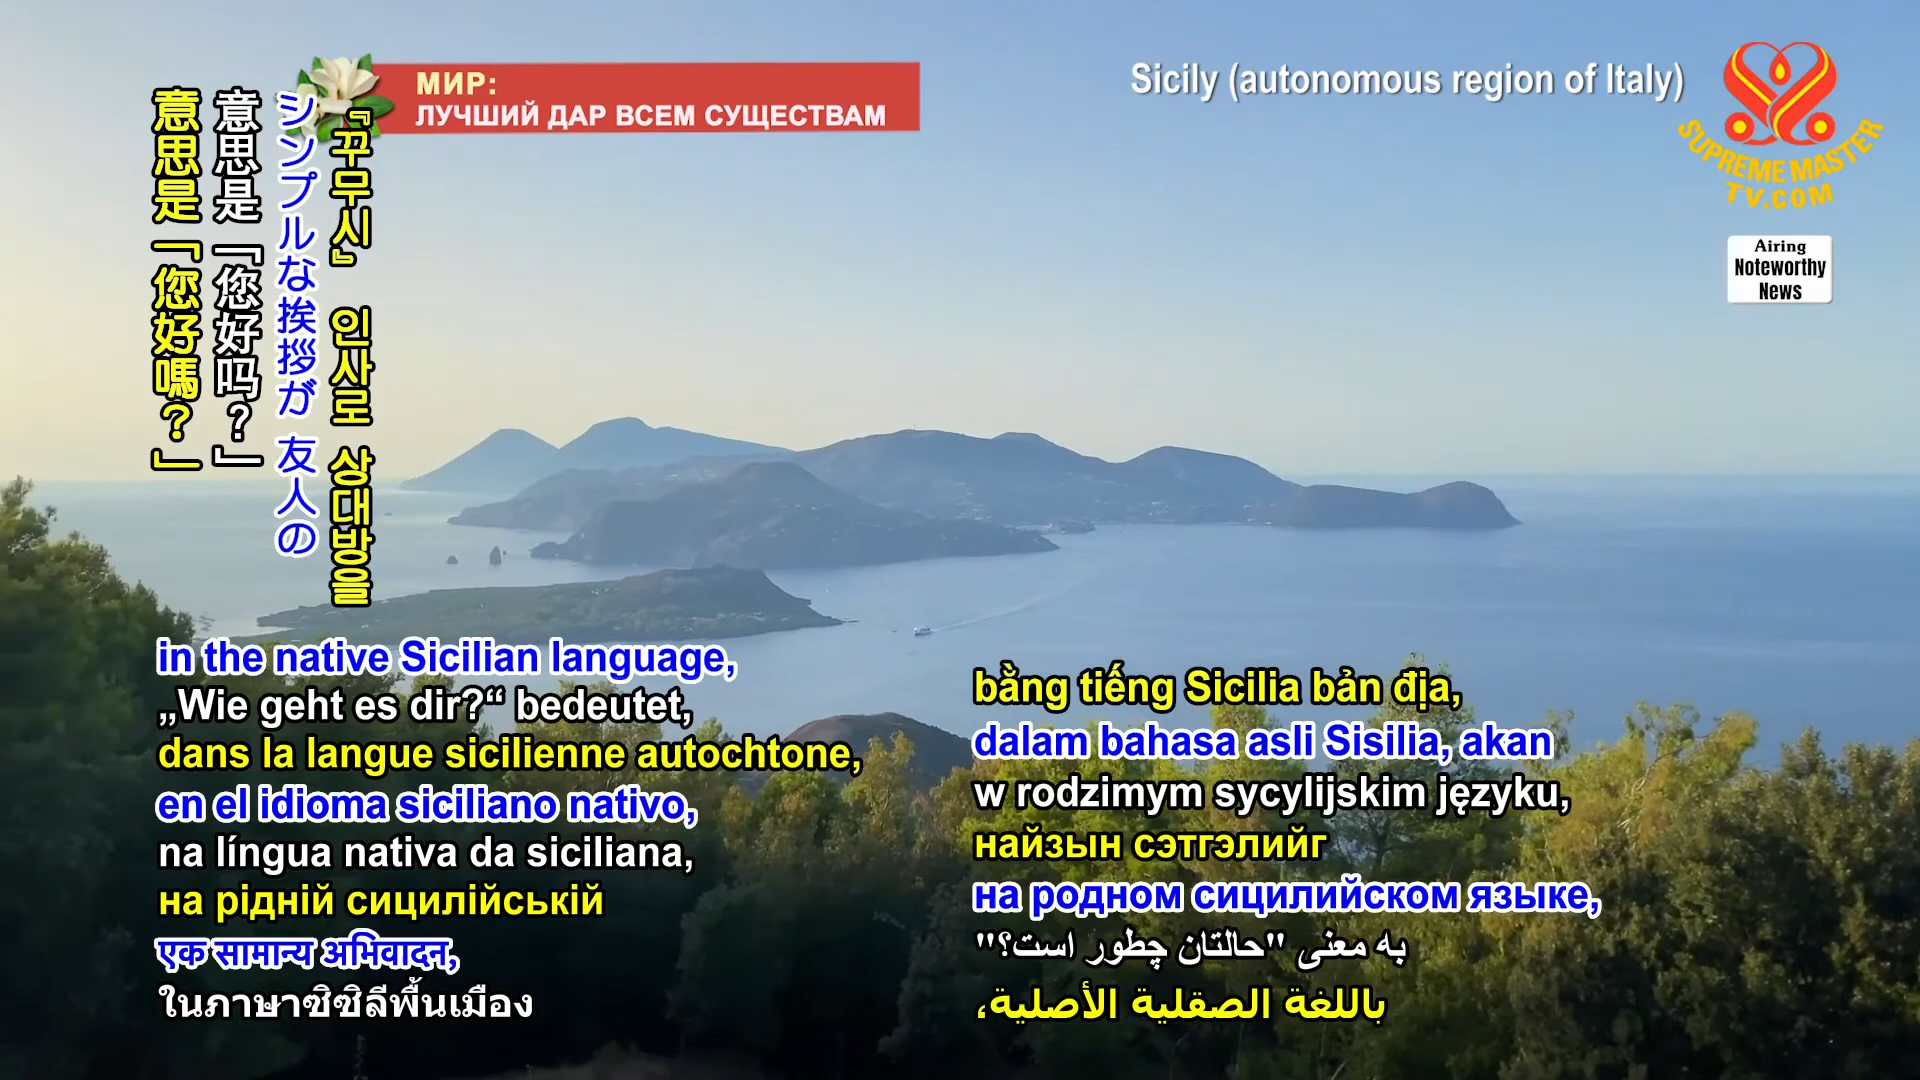 МИР:
ЛУЧШИЙ ДАР ВСЕМ СУЩЕСТВАМ
Sicily (autonomous region of Italy)
SUPREME MASTER
TV.COM
Airing
Noteworthy
News
『꾸무시』 인사로 상대방을
シンプルな挨拶が 友人の
意思是「您好吗？」
意思是「您好嗎？」
in the native Sicilian language,
„Wie geht es dir?“ bedeutet,
dans la langue sicilienne autochtone,
en el idioma siciliano nativo,
na língua nativa da siciliana,
на рідній сицилійській
एक सामान्य अभिवादन,
ในภาษาซิซิลีพื้นเมือง
bằng tiếng Sicilia bản địa,
dalam bahasa asli Sisilia, akan
w rodzimym sycylijskim języku,
найзын сэтгэлийг
на родном сицилийском языке,
به معنی "حالتان چطور است؟"
باللغة الصقلية الأصلية،